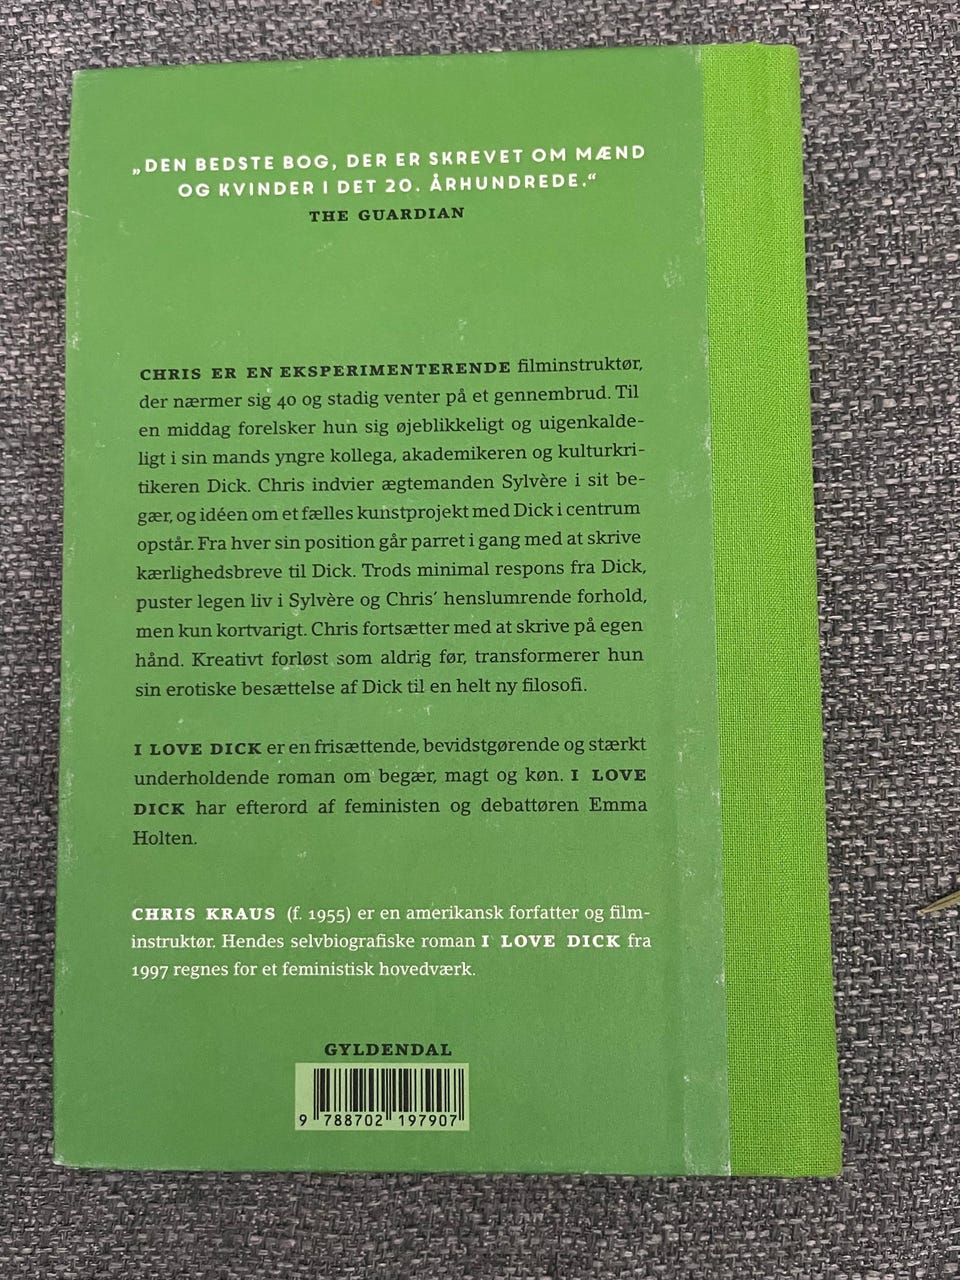 „DEN BEDSTE BOG, DER ER SKREVET OM MÆND
OG KVINDER I DET 20. ÅRHUNDREDE.“
THE GUARDIAN
CHRIS ER EN EKSPERIMENTERENDE filminstruktør,
der nærmer sig 40 og stadig venter på et gennembrud. Til
en middag forelsker hun sig øjeblikkeligt og uigenkalde-
ligt i sin mands yngre kollega, akademikeren og kulturkri-
tikeren Dick. Chris indvier ægtemanden Sylvère i sit be-
gær, og idéen om et fælles kunstprojekt med Dick i centrum
opstår. Fra hver sin position går parret i gang med at skrive
kærlighedsbreve til Dick. Trods minimal respons fra Dick,
puster legen liv i Sylvère og Chris’ henslumrende forhold,
men kun kortvarigt. Chris fortsætter med at skrive på egen
hånd. Kreativt forløst som aldrig før, transformerer hun
sin erotiske besættelse af Dick til en helt ny filosofi.
I LOVE DICK er en frisættende, bevidstgørende og stærkt
underholdende roman om begær, magt og køn. I LOVE
DICK har efterord af feministen og debattøren Emma
Holten.
CHRIS KRAUS (f. 1955) er en amerikansk forfatter og film-
instruktør. Hendes selvbiografiske roman I LOVE DICK fra
1997 regnes for et feministisk hovedværk.
GYLDENDAL
9 788702 197907